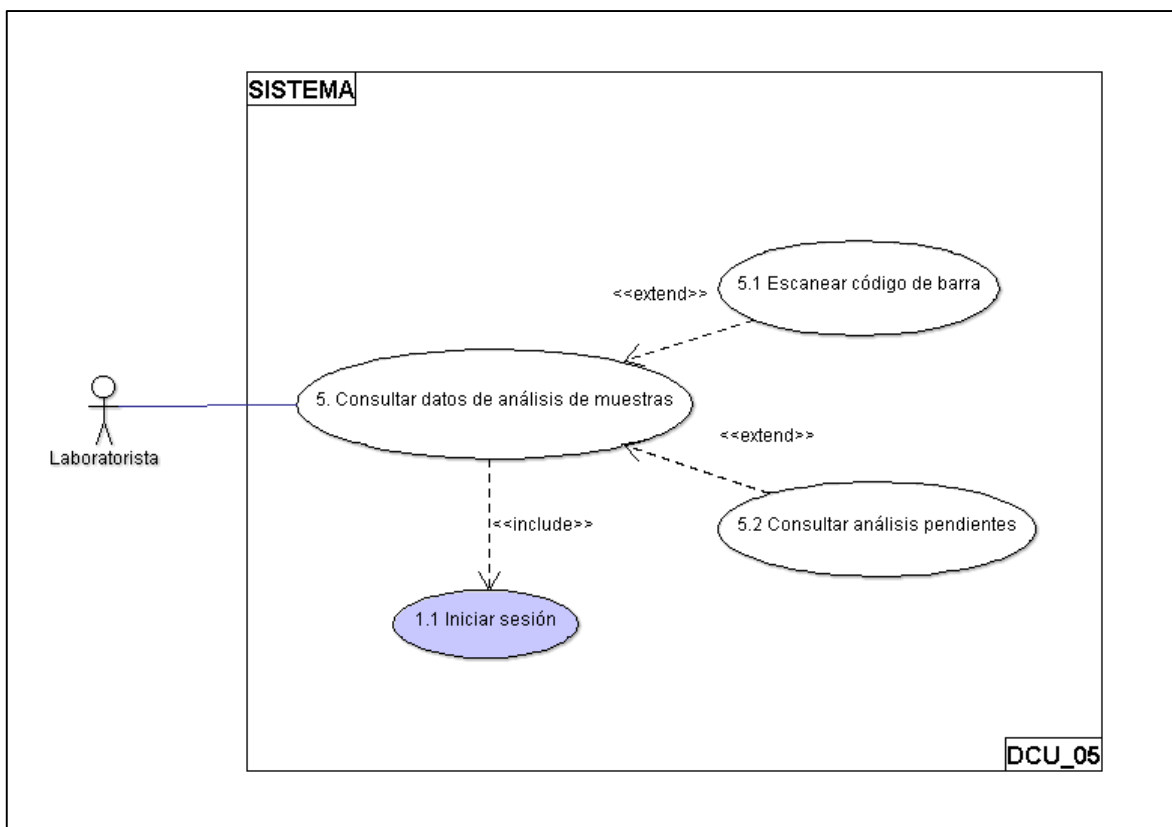 SISTEMA
5.1 Escanear código de barra
<<extend>>
5. Consultar datos de análisis de muestras
<<extend>>
Laboratorista
5.2 Consultar análisis pendientes
<<include>>
1.1 Iniciar sesión
DCU_05